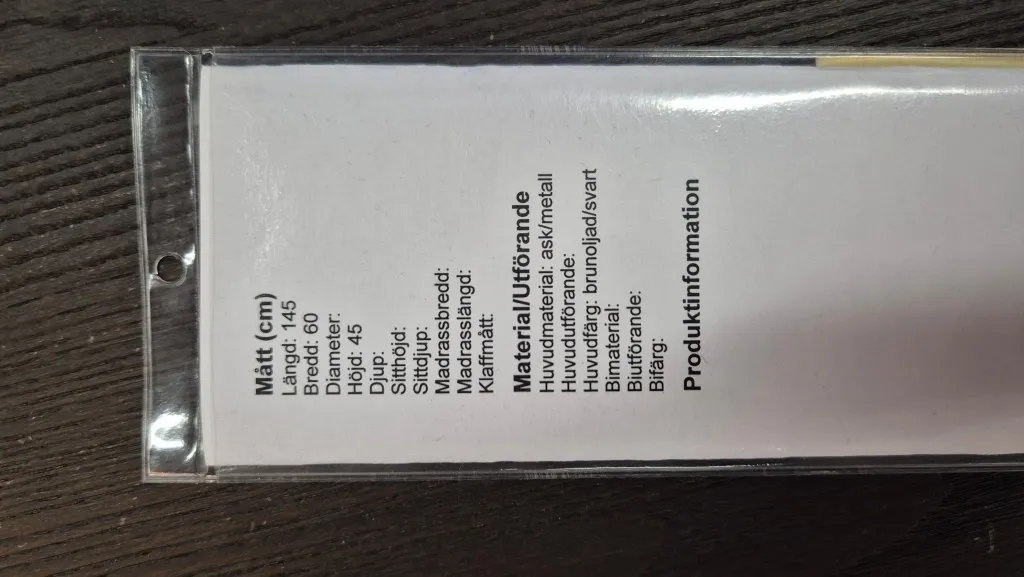 Mått (cm)
Längd: 145
Bredd: 60
Diameter:
Höjd: 45
Djup:
Sitthöjd:
Sittdjup:
Madrassbredd:
Madrasslängd:
Klaffmått:
Material/Utförande
Huvudmaterial: ask/metall
Huvudutförande:
Huvudfärg: brunoljad/svart
Bimaterial:
Biutförande:
Bifärg:
Produktinformation